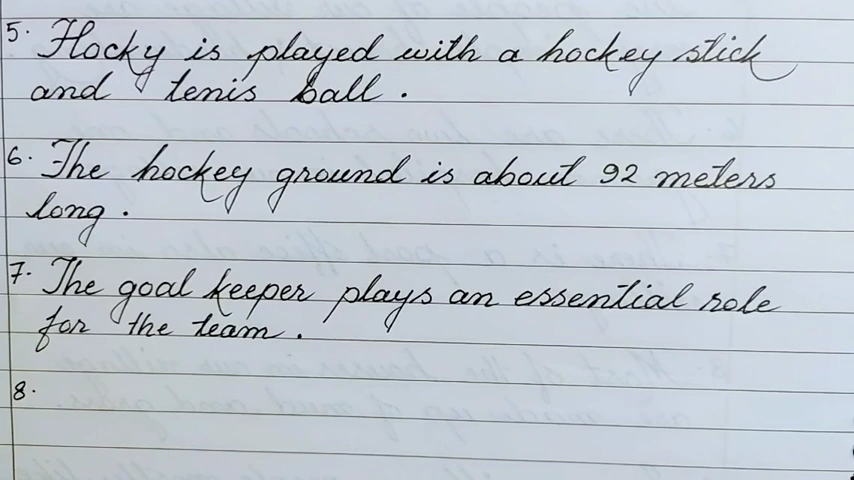 5. Hocky is played with a hockey stick
and tenis ball.
6. The hockey ground is about 92 meters
long.
7. The goal keeper plays an essential role
for the team.
8.